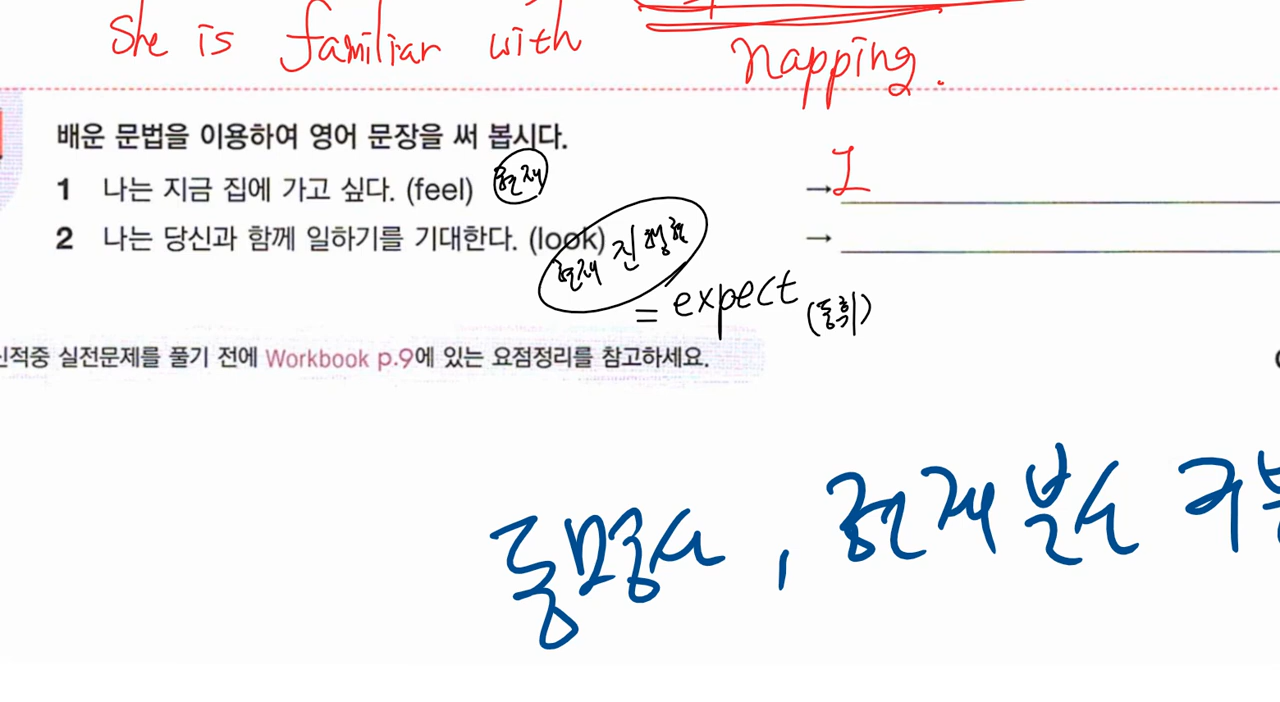 She is familiar with
napping.
배운 문법을 이용하여 영어 문장을 써 봅시다.
1 나는 지금 집에 가고 싶다. (feel) 현재 → I
2 나는 당신과 함께 일하기를 기대한다. (look) →
현재 진행형
= expect (동휘)
신적중 실전문제를 풀기 전에 Workbook p.9에 있는 요점정리를 참고하세요.
동명사, 현재분사 구분